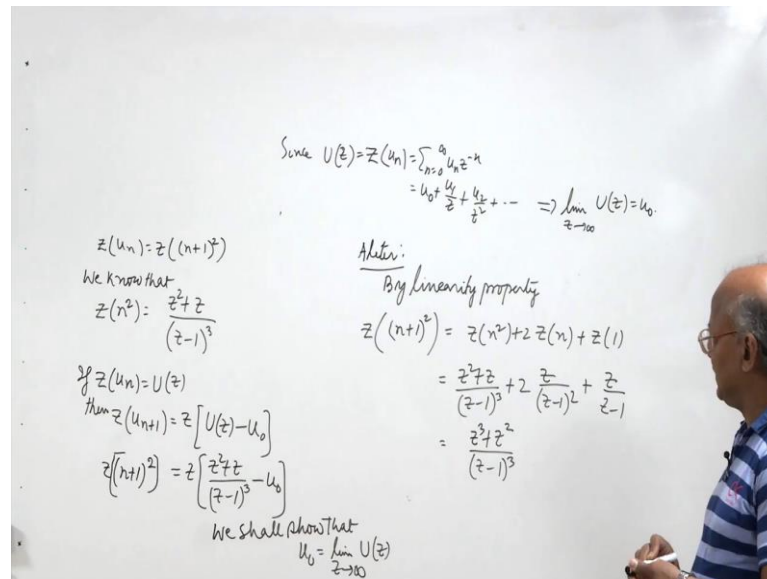 Since U(z) = Z(u_n) = ∑_{n=0}^{∞} u_n z^{-n}
= u_0 + u_1/z + u_2/z^2 + ... ⇒ lim_{z→∞} U(z) = u_0.
z(u_n) = z((n+1)^2)
We know that
z(n^2) = (z^2+z)/(z-1)^3
If z(u_n) = U(z)
then z(u_{n+1}) = z[U(z) - u_0]
z((n+1)^2) = z[(z^2+z)/(z-1)^3 - u_0]
We shall show that
u_0 = lim_{z→∞} U(z)
Aliter:
By linearity property
z((n+1)^2) = z(n^2) + 2 z(n) + z(1)
= (z^2+z)/(z-1)^3 + 2 z/(z-1)^2 + z/(z-1)
= (z^3+z^2)/(z-1)^3